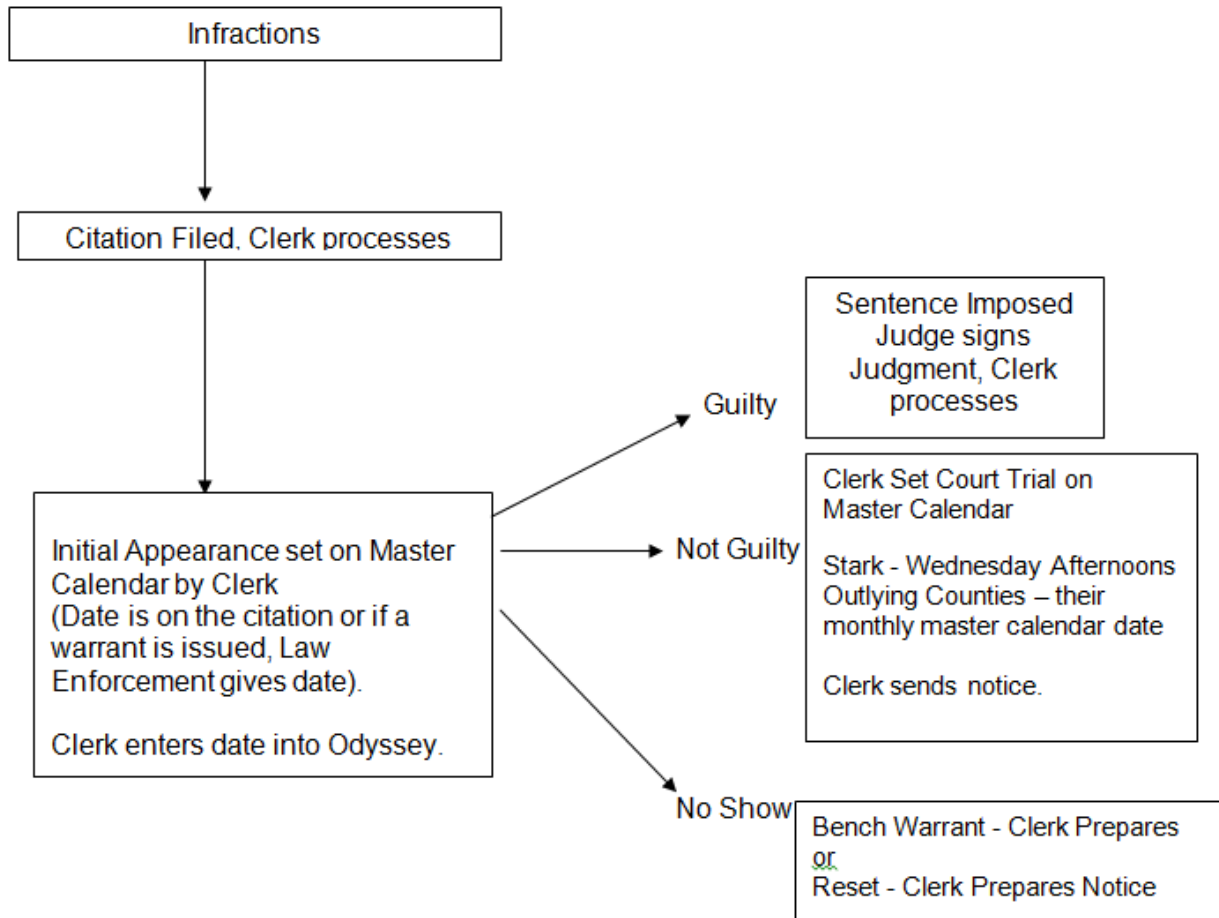 Infractions
Citation Filed, Clerk processes
Sentence Imposed
Judge signs
Judgment, Clerk
processes
Guilty
Clerk Set Court Trial on
Master Calendar
Stark - Wednesday Afternoons
Outlying Counties – their
monthly master calendar date
Clerk sends notice.
Not Guilty
Initial Appearance set on Master
Calendar by Clerk
(Date is on the citation or if a
warrant is issued, Law
Enforcement gives date).
Clerk enters date into Odyssey.
No Show
Bench Warrant - Clerk Prepares
or
Reset - Clerk Prepares Notice